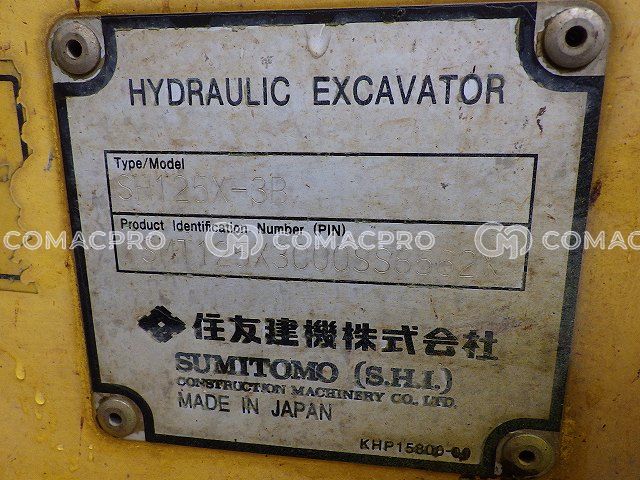 HYDRAULIC EXCAVATOR
Type/Model
SH125X-3B
Product Identification Number (PIN)
COMACPRO COMACPRO COMACPRO
住友建機株式会社
SUMITOMO (S.H.I.)
CONSTRUCTION MACHINERY CO., LTD.
MADE IN JAPAN